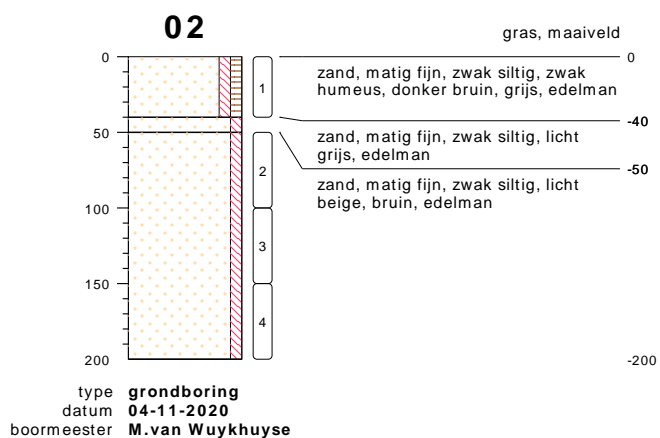 02
gras, maaiveld
0
0
zand, matig fijn, zwak siltig, zwak
humeus, donker bruin, grijs, edelman
1
-40
50
zand, matig fijn, zwak siltig, licht
grijs, edelman
-50
2
zand, matig fijn, zwak siltig, licht
beige, bruin, edelman
100
3
150
4
200
-200
type grondboring
datum 04-11-2020
boormeester M.van Wuykhuyse